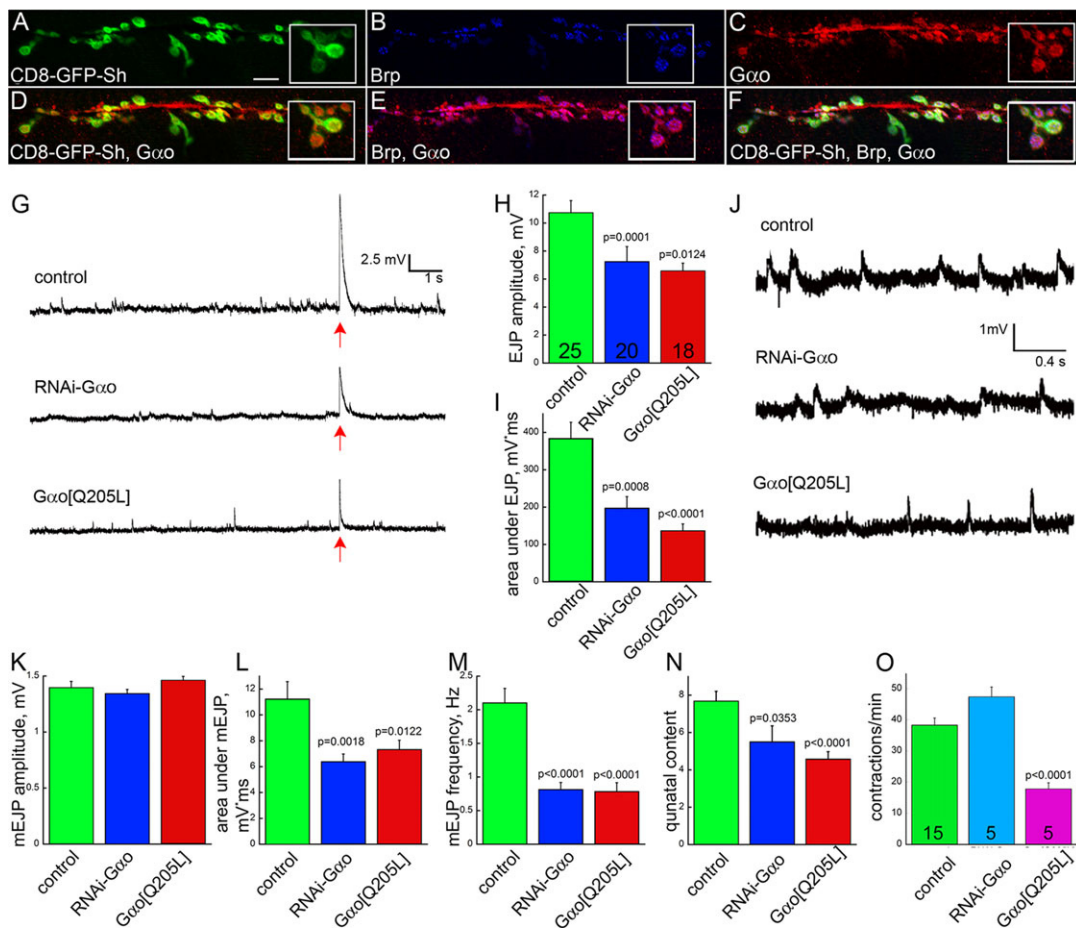 A
CD8-GFP-Sh
B
Brp
C
Gαo
D
CD8-GFP-Sh, Gαo
E
Brp, Gαo
F
CD8-GFP-Sh, Brp, Gαo
G
control
2.5 mV
1 s
RNAi-Gαo
Gαo[Q205L]
H
EJP amplitude, mV
12
10
8
6
4
2
0
p=0.0001
p=0.0124
25
20
18
control
RNAi-Gαo
Gαo[Q205L]
I
area under EJP, mV*ms
400
300
200
100
0
p=0.0008
p<0.0001
control
RNAi-Gαo
Gαo[Q205L]
J
control
1mV
0.4 s
RNAi-Gαo
Gαo[Q205L]
K
mEJP amplitude, mV
1.5
1
0.5
0
control
RNAi-Gαo
Gαo[Q205L]
L
area under mEJP,
mV*ms
12
10
8
6
4
2
0
p=0.0018
p=0.0122
control
RNAi-Gαo
Gαo[Q205L]
M
mEJP frequency, Hz
2.5
2
1.5
1
0.5
0
p<0.0001
p<0.0001
control
RNAi-Gαo
Gαo[Q205L]
N
qunatal content
8
6
4
2
0
p=0.0353
p<0.0001
control
RNAi-Gαo
Gαo[Q205L]
O
contractions/min
50
40
30
20
10
0
p<0.0001
15
5
5
control
RNAi-Gαo
Gαo[Q205L]